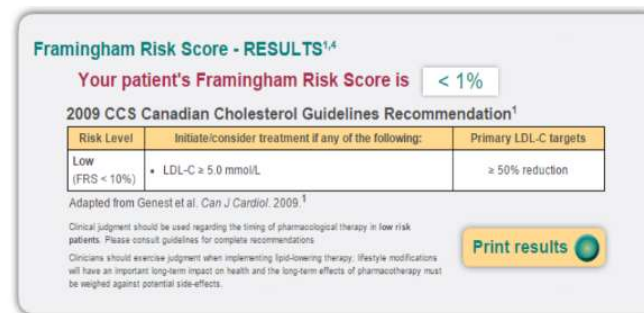 Framingham Risk Score - RESULTS1,4
Your patient's Framingham Risk Score is < 1%
2009 CCS Canadian Cholesterol Guidelines Recommendation1
Risk Level Initiate/consider treatment if any of the following: Primary LDL-C targets
Low
(FRS < 10%) • LDL-C ≥ 5.0 mmol/L ≥ 50% reduction
Adapted from Genest et al. Can J Cardiol. 2009.1
Clinical judgment should be used regarding the timing of pharmacological therapy in low risk
patients. Please consult guidelines for complete recommendations
Clinicians should exercise judgment when implementing lipid-lowering therapy, lifestyle modifications
will have an important long-term impact on health and the long-term effects of pharmacotherapy must
be weighed against potential side-effects.
Print results